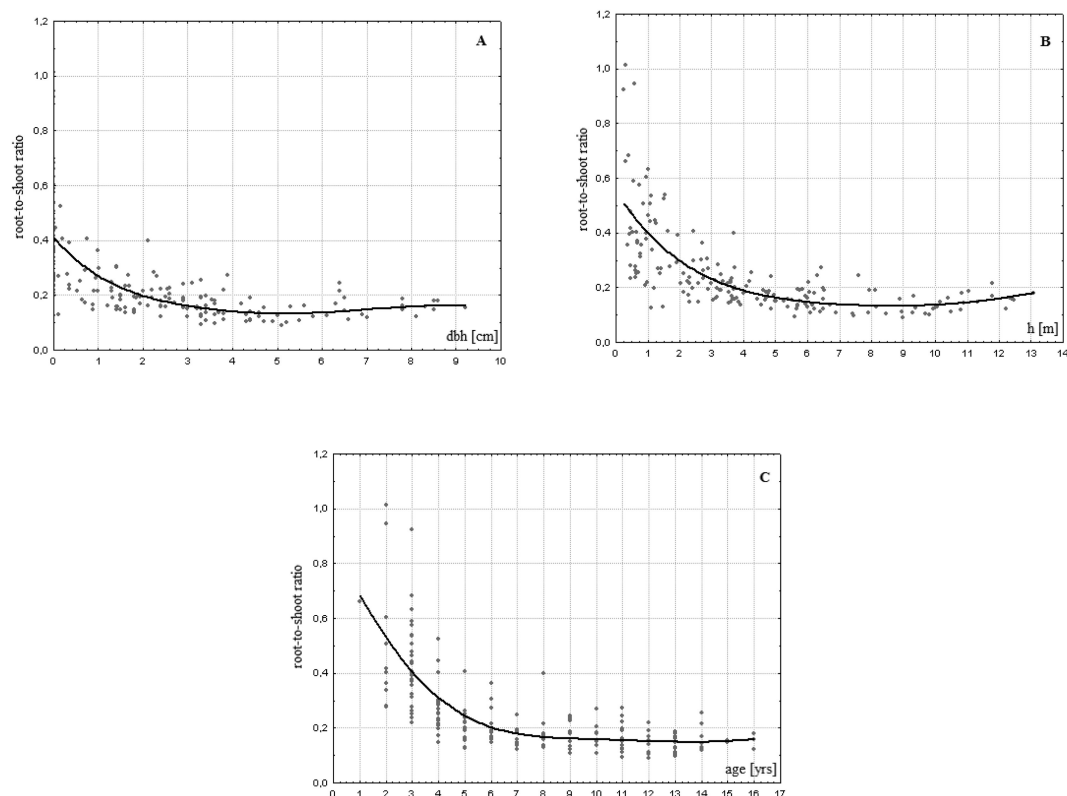 A
root-to-shoot ratio
1,2
1,0
0,8
0,6
0,4
0,2
0,0
dbh [cm]
0 1 2 3 4 5 6 7 8 9 10
B
root-to-shoot ratio
1,2
1,0
0,8
0,6
0,4
0,2
0,0
h [m]
0 1 2 3 4 5 6 7 8 9 10 11 12 13 14
C
root-to-shoot ratio
1,2
1,0
0,8
0,6
0,4
0,2
0,0
age [yrs]
0 1 2 3 4 5 6 7 8 9 10 11 12 13 14 15 16 17